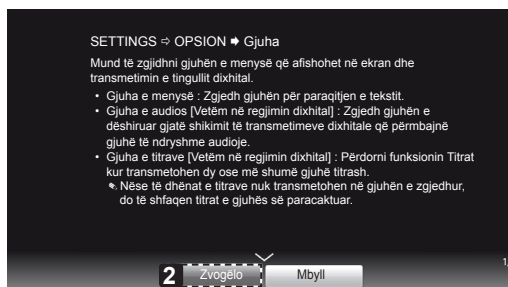 SETTINGS ⇨ OPSION ➡ Gjuha
Mund të zgjidhni gjuhën e menysë që afishohet në ekran dhe
transmetimin e tingullit dixhital.
• Gjuha e menysë : Zgjedh gjuhën për paraqitjen e tekstit.
• Gjuha e audios [Vetëm në regjimin dixhital] : Zgjedh gjuhën e
dëshiruar gjatë shikimit të transmetimeve dixhitale që përmbajnë
gjuhë të ndryshme audioje.
• Gjuha e titrave [Vetëm në regjimin dixhital] : Përdorni funksionin Titrat
kur transmetohen dy ose më shumë gjuhë titrash.
✎ Nëse të dhënat e titrave nuk transmetohen në gjuhën e zgjedhur,
do të shfaqen titrat e gjuhës së paracaktuar.
2 Zvogëlo Mbyll